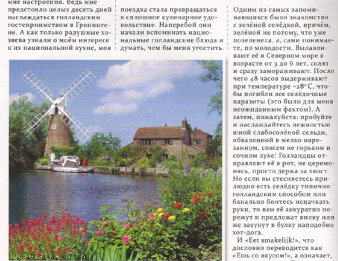 мне настроения. Ведь мне
предстояло целых десять дней
наслаждаться голландским
гостеприимством в Гронинге-
не. А как только радушные хо-
зяева узнали о моём интересе
к их национальной кухне, моя
поездка стала превращаться
в сплошное кулинарное удо-
вольствие. Наперебой они
начали вспоминать нацио-
нальные голландские блюда и
думать, чем бы меня угостить.
Одним из самых запоми-
нающихся было знакомство
с зелёной селёдкой, причём,
зелёной не потому, что уже
позеленела, а, сами понимае-
те, по молодости. Вылавли-
вают её в Северном море в
возрасте от 3 до 6 лет, солят
и сразу замораживают. После
чего 48 часов выдерживают
при температуре -28°С, что-
бы погибли все селёдочные
паразиты (это было для меня
неожиданным фактом). А
затем, пожалуйста: пробуйте
и наслаждайтесь нежностью
юной слабосолёной сельди,
обваленной в мелко наре-
занном, совсем не горьком и
сочном луке! Голландцы от-
правляют её в рот, не церемо-
нясь, просто держа за хвост.
Но если вы стесняетесь при-
людно есть селёдку типично
голландским способом или
банально боитесь испачкать
руки, то вам её аккуратно по-
режут и предложат вилку или
же засунут в булку наподобие
хот-дога.
И «Eet smakelijk!», что
дословно переводится как
«Ешь со вкусом!», а означает,